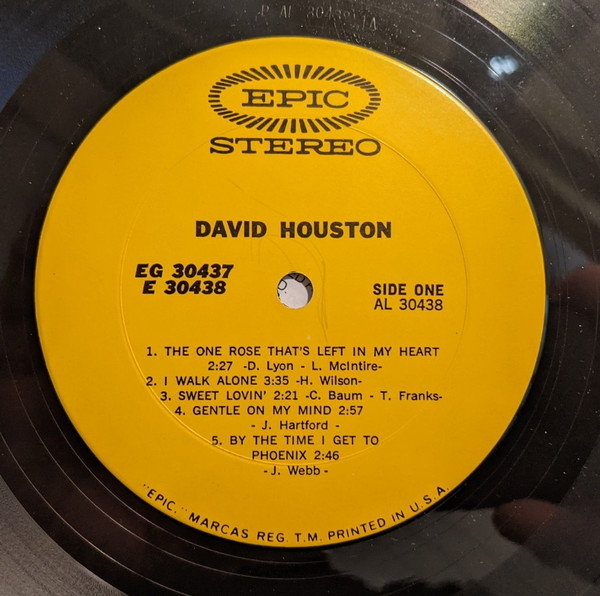 EPIC
STEREO
DAVID HOUSTON
EG 30437
E 30438
SIDE ONE
AL 30438
1. THE ONE ROSE THAT'S LEFT IN MY HEART
2:27 -D. Lyon - L. McIntire-
2. I WALK ALONE 3:35 -H. Wilson-
3. SWEET LOVIN' 2:21 -C. Baum - T. Franks-
4. GENTLE ON MY MIND 2:57
- J. Hartford -
5. BY THE TIME I GET TO
PHOENIX 2:46
-J. Webb-
"EPIC," MARCAS REG. T.M. PRINTED IN U.S.A.